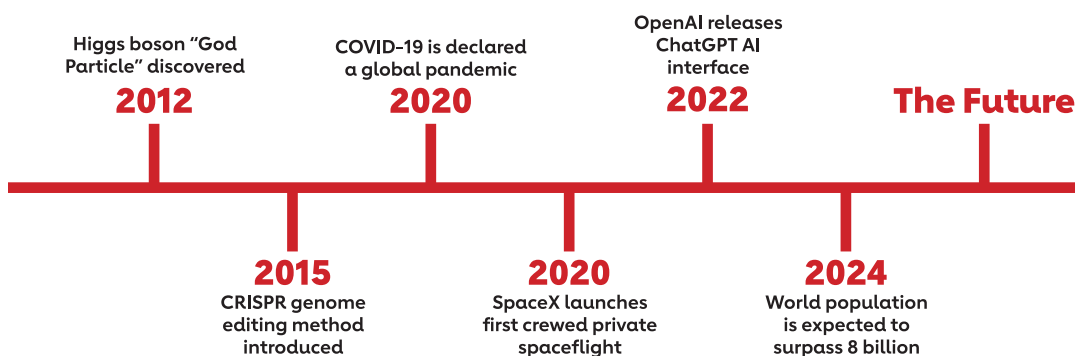 Higgs boson “God
Particle” discovered
2012
2015
CRISPR genome
editing method
introduced
COVID-19 is declared
a global pandemic
2020
2020
SpaceX launches
first crewed private
spaceflight
OpenAI releases
ChatGPT AI
interface
2022
2024
World population
is expected to
surpass 8 billion
The Future